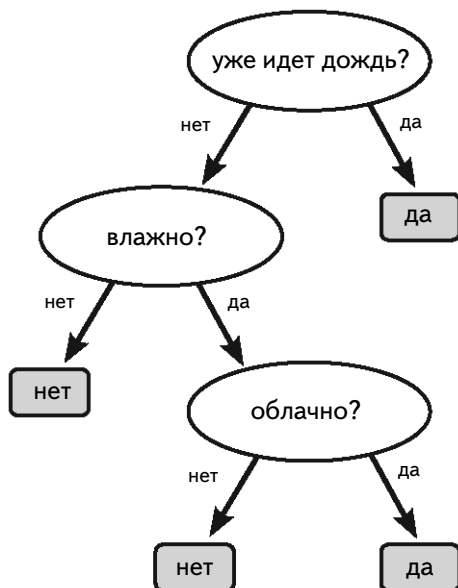 уже идет дождь?
нет
да
да
влажно?
нет
да
нет
облачно?
нет
да
нет
да